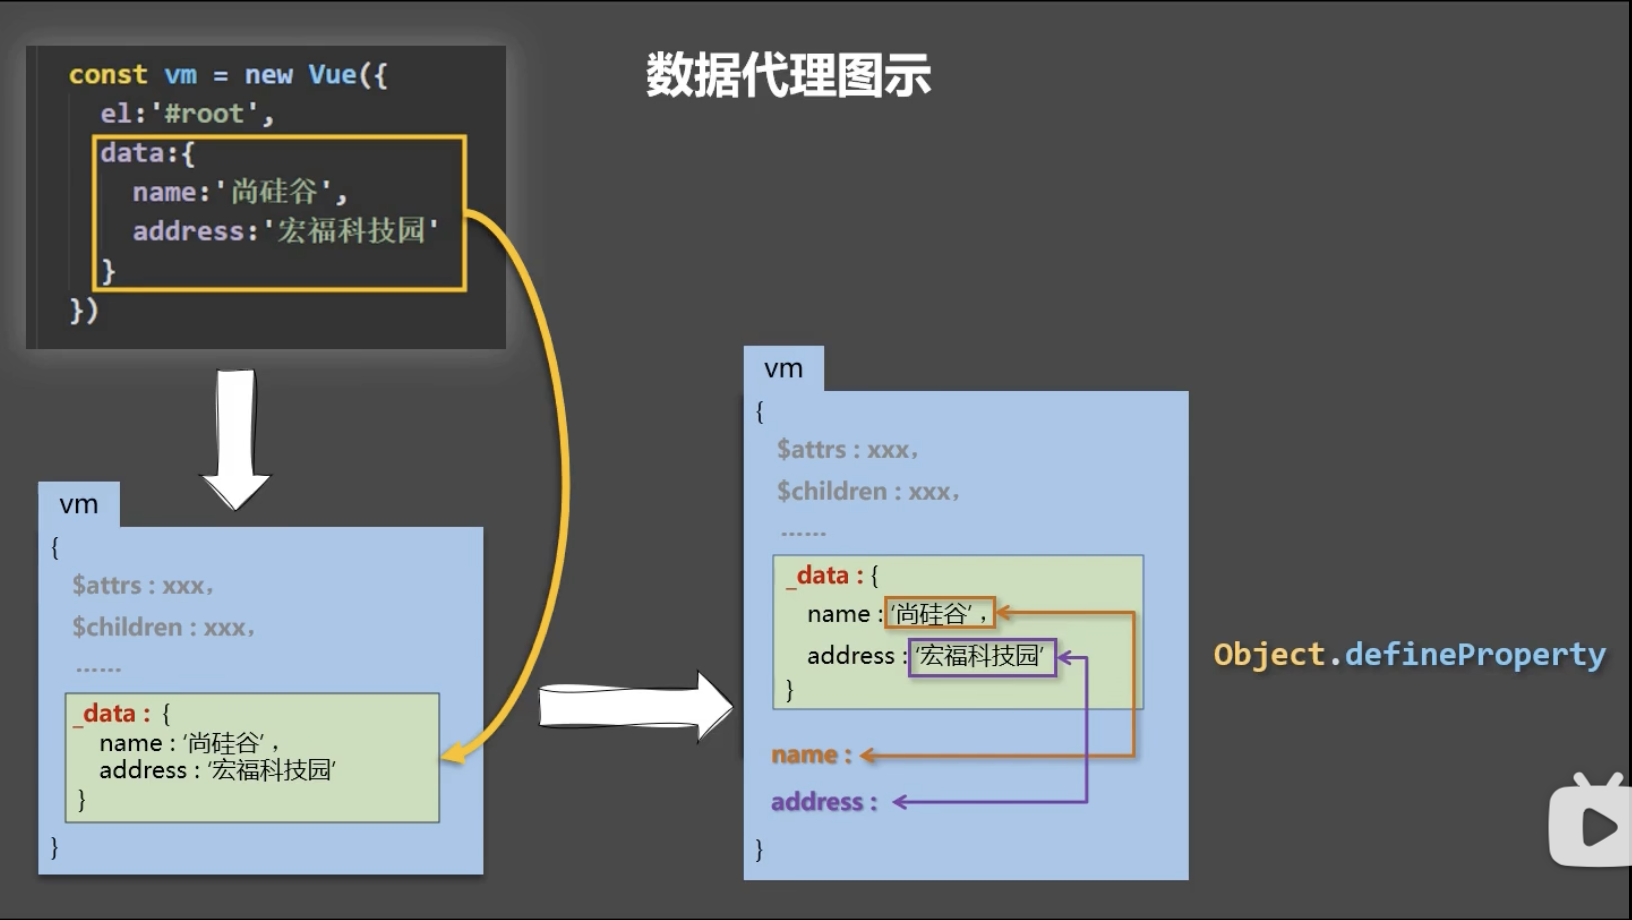 数据代理图示
const vm = new Vue({
el:'#root',
data:{
name:'尚硅谷',
address:'宏福科技园'
}
})
vm
{
$attrs : xxx，
$children : xxx，
······
_data : {
name : ‘尚硅谷’，
address : ‘宏福科技园’
}
}
vm
{
$attrs : xxx，
$children : xxx，
······
_data : {
name : ‘尚硅谷’，
address : ‘宏福科技园’
}
name :
address :
}
Object.defineProperty